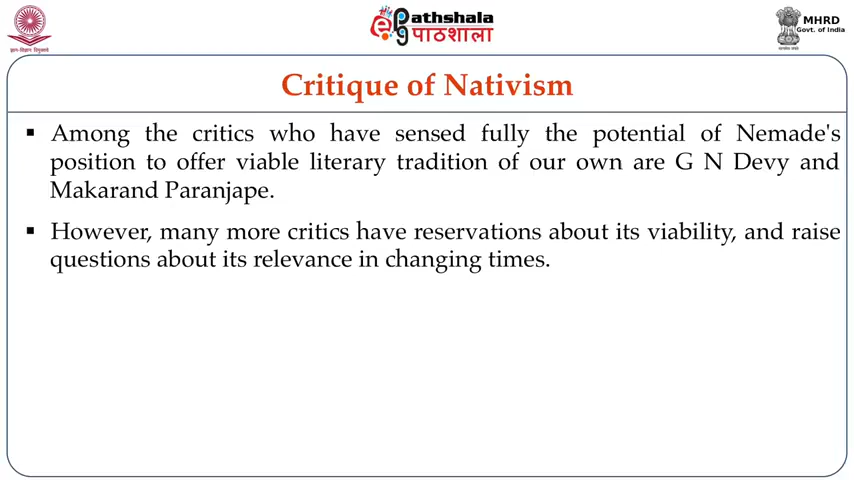 ePathshala
पाठशाला
MHRD
Govt. of India
Critique of Nativism
▪ Among the critics who have sensed fully the potential of Nemade's
position to offer viable literary tradition of our own are G N Devy and
Makarand Paranjape.
▪ However, many more critics have reservations about its viability, and raise
questions about its relevance in changing times.